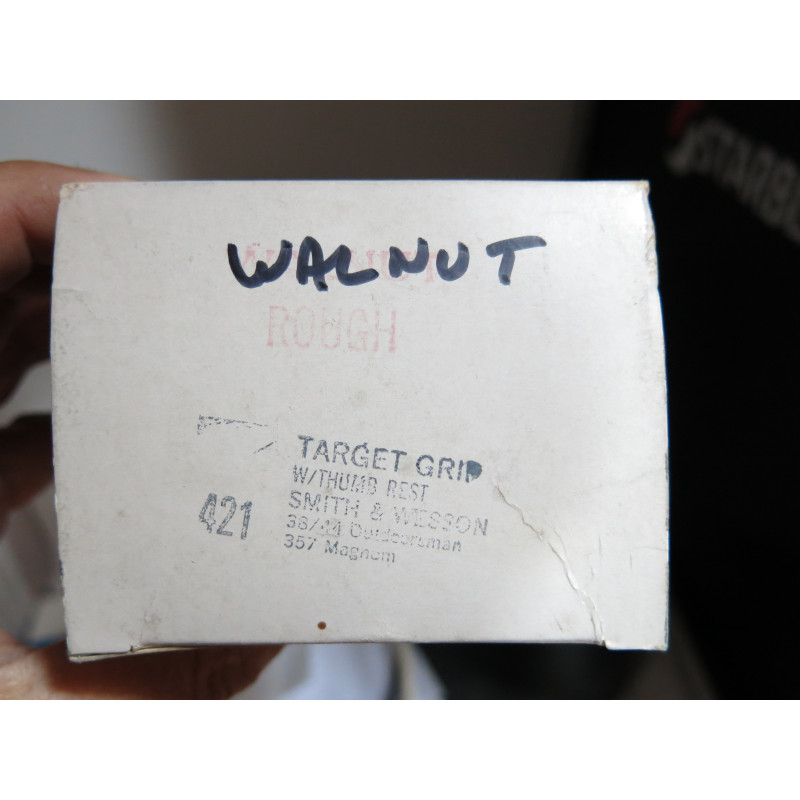 WALNUT
ROUGH
TARGET GRIP
W/THUMB REST
421
SMITH & WESSON
38/44 Outdoorsman
357 Magnum